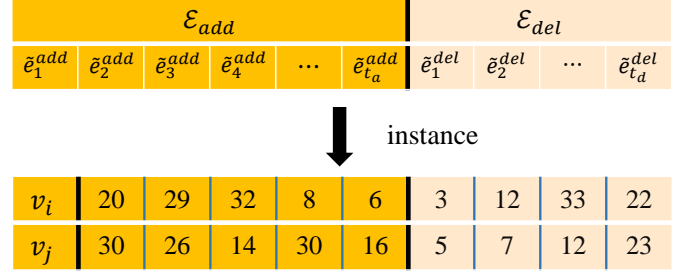 ℰ_add ℰ_del
ẽ_1^add ẽ_2^add ẽ_3^add ẽ_4^add ⋯ ẽ_{t_a}^add ẽ_1^del ẽ_2^del ⋯ ẽ_{t_d}^del
instance
v_i 20 29 32 8 6 3 12 33 22
v_j 30 26 14 30 16 5 7 12 23